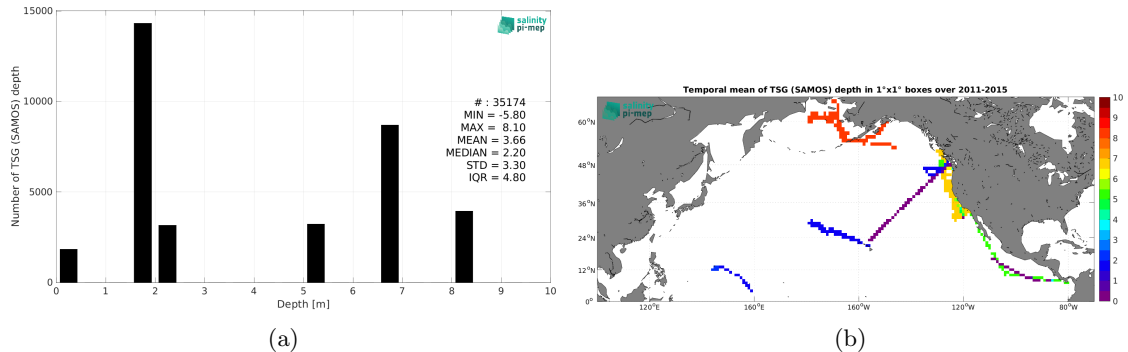 15000
10000
5000
0
Number of TSG (SAMOS) depth
salinity
pi-mep
# : 35174
MIN = -5.80
MAX = 8.10
MEAN = 3.66
MEDIAN = 2.20
STD = 3.30
IQR = 4.80
0 1 2 3 4 5 6 7 8 9 10
Depth [m]
(a)
Temporal mean of TSG (SAMOS) depth in 1°x1° boxes over 2011-2015
salinity
pi-mep
60°N
48°N
36°N
24°N
12°N
0°
120°E 160°E 160°W 120°W 80°W
10
9
8
7
6
5
4
3
2
1
0
(b)